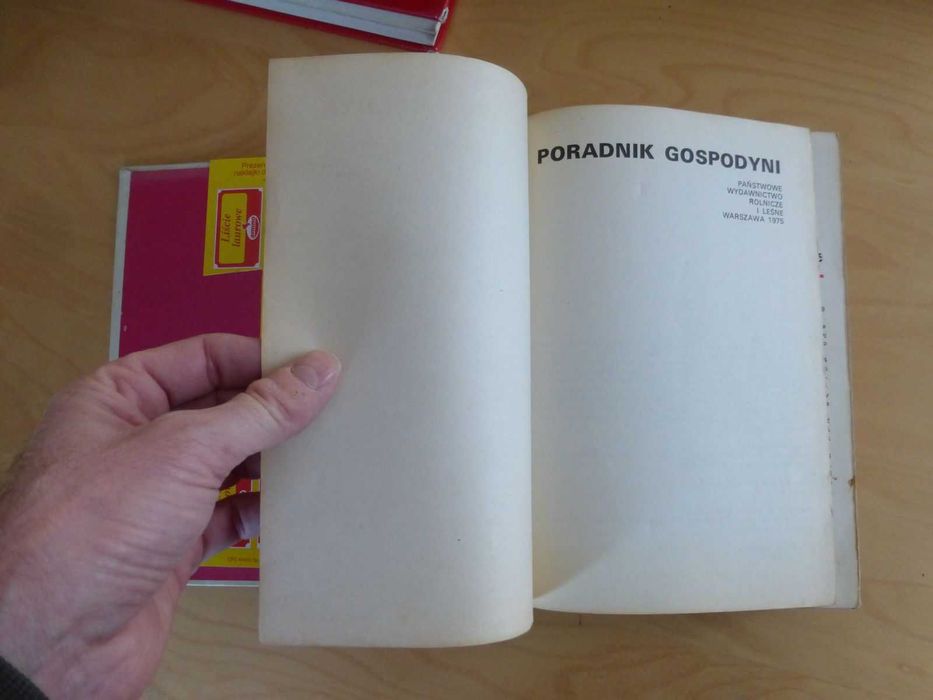 PORADNIK GOSPODYNI
PAŃSTWOWE
WYDAWNICTWO
ROLNICZE
I LEŚNE
WARSZAWA 1975
Liście
laurowe